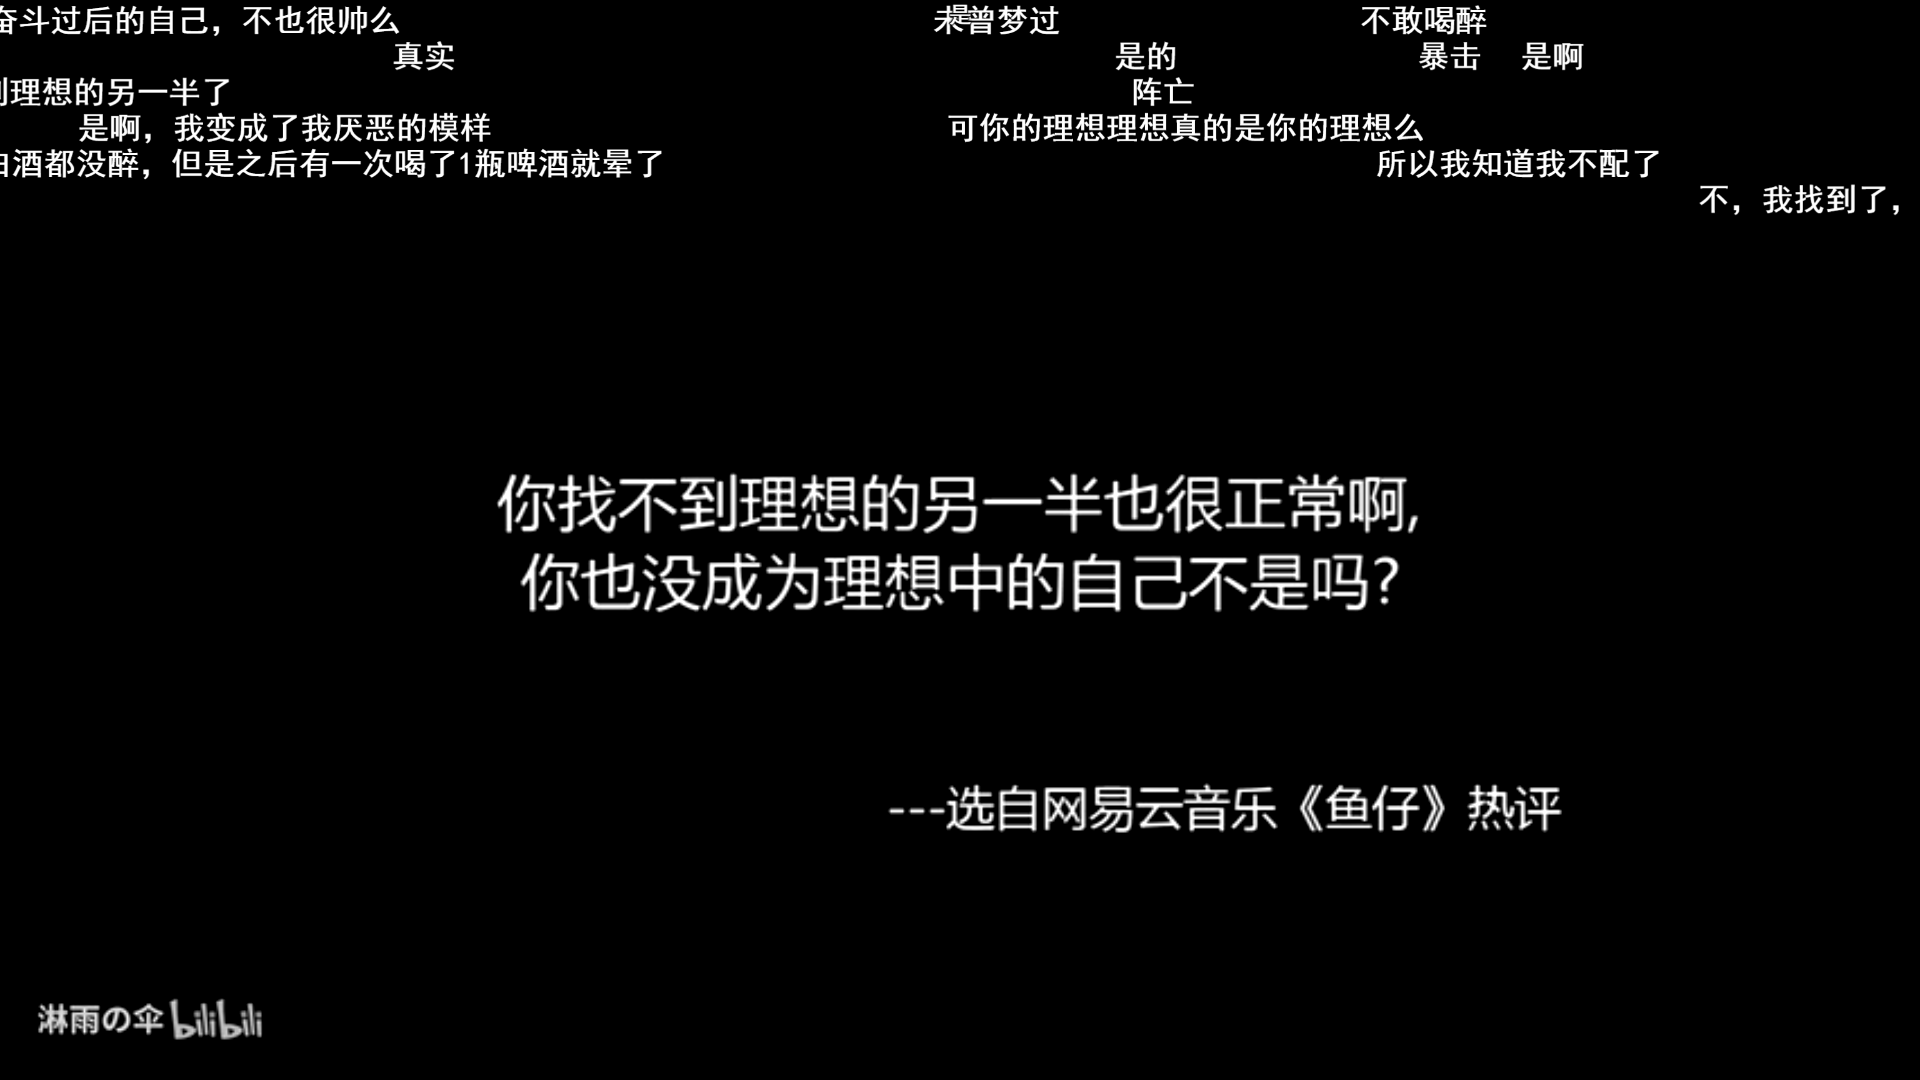 奋斗过后的自己，不也很帅么
未曾梦过
不敢喝醉
真实
是的
暴击
是啊
到理想的另一半了
阵亡
是啊，我变成了我厌恶的模样
可你的理想理想真的是你的理想么
白酒都没醉，但是之后有一次喝了1瓶啤酒就晕了
所以我知道我不配了
不，我找到了，
你找不到理想的另一半也很正常啊,
你也没成为理想中的自己不是吗?
---选自网易云音乐《鱼仔》热评
淋雨の伞 bilibili